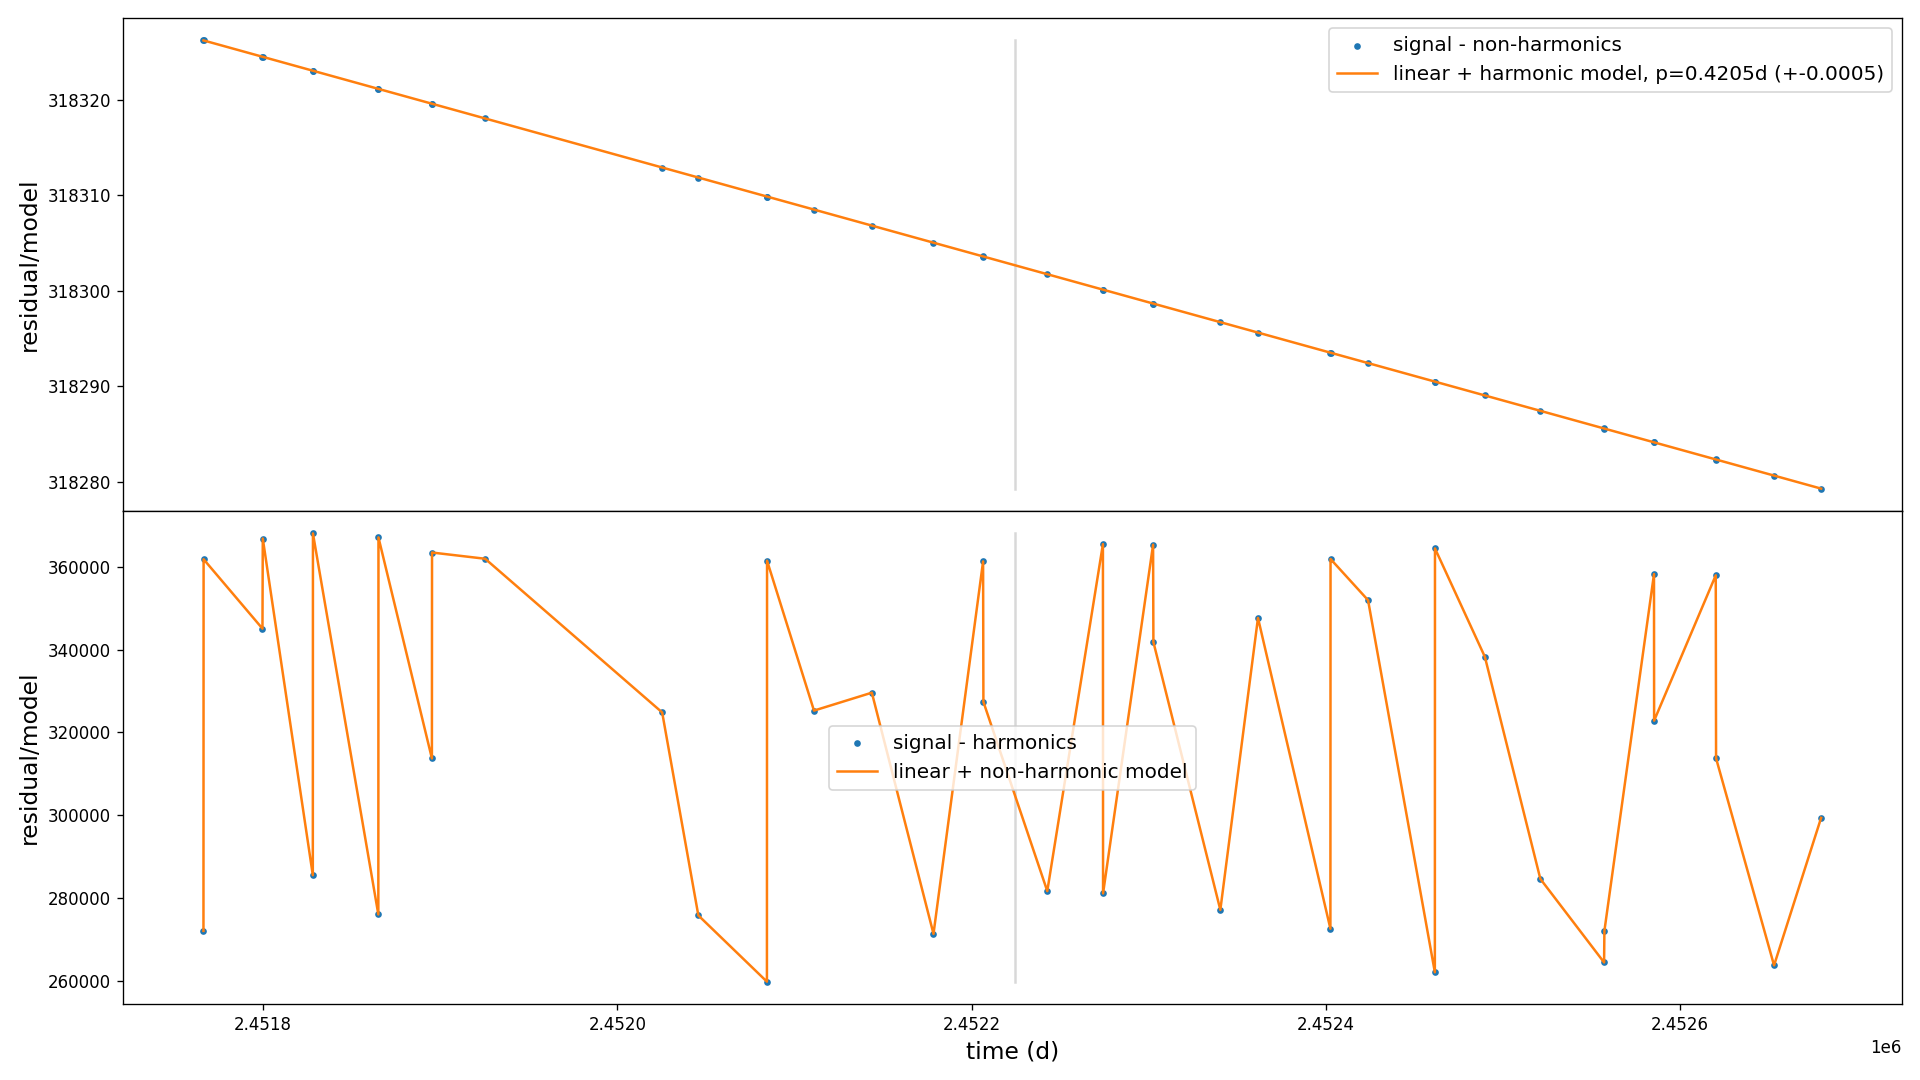 signal - non-harmonics
linear + harmonic model, p=0.4205d (+-0.0005)
residual/model
318320
318310
318300
318290
318280
signal - harmonics
linear + non-harmonic model
residual/model
360000
340000
320000
300000
280000
260000
2.4518 2.4520 2.4522 2.4524 2.4526
time (d)
1e6